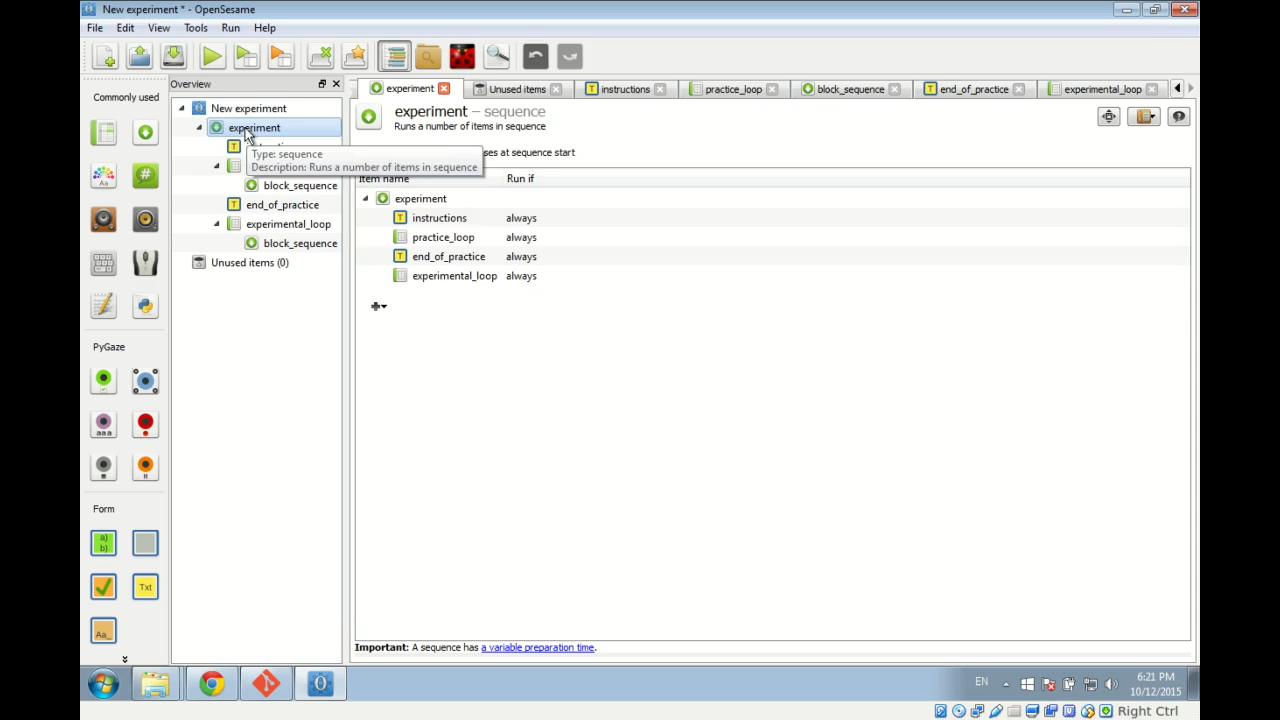 New experiment * - OpenSesame
File Edit View Tools Run Help
Commonly used
PyGaze
Form
a)
b)
Txt
Aa_
Overview
New experiment
experiment
block_sequence
end_of_practice
experimental_loop
block_sequence
Unused items (0)
Type: sequence
Description: Runs a number of items in sequence
experiment Unused items instructions practice_loop block_sequence end_of_practice experimental_loop
experiment – sequence
Runs a number of items in sequence
at sequence start
Item name Run if
experiment
instructions always
practice_loop always
end_of_practice always
experimental_loop always
Important: A sequence has a variable preparation time.
EN
6:21 PM
10/12/2015
Right Ctrl